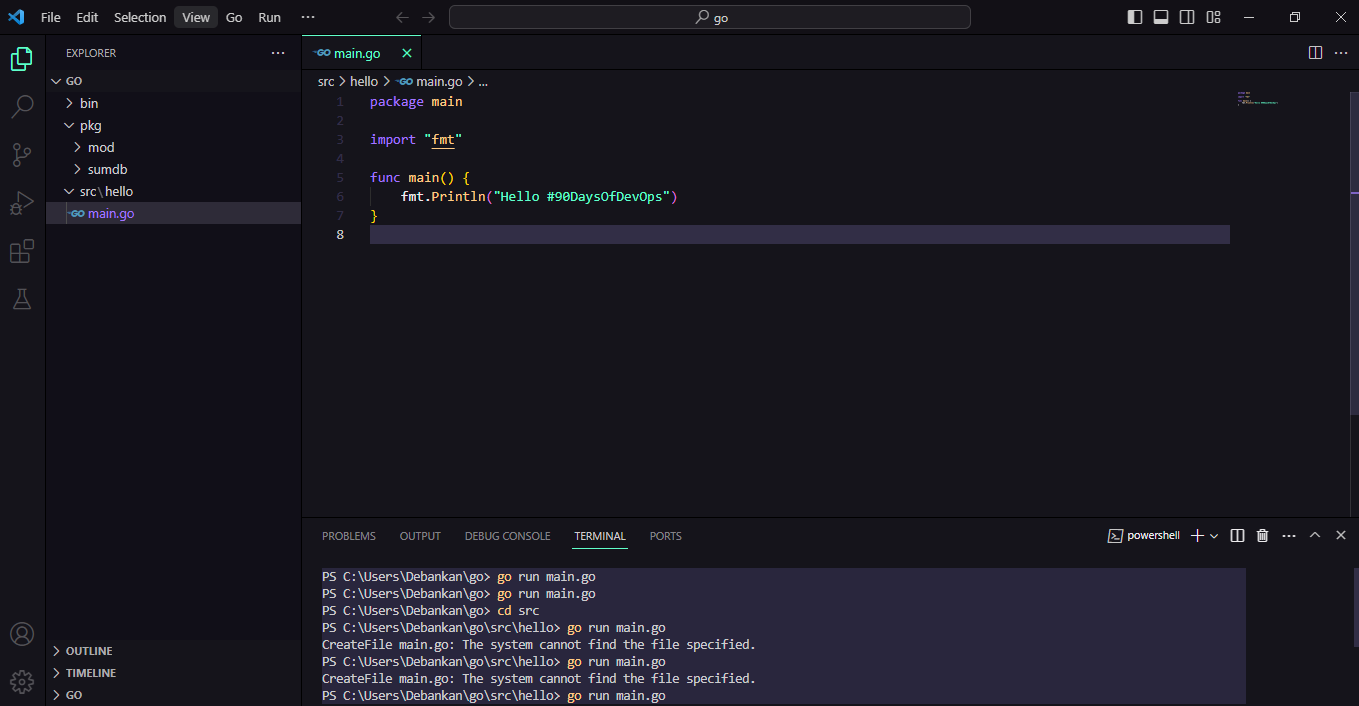 File Edit Selection View Go Run ...
go
EXPLORER ...
GO
bin
pkg
mod
sumdb
src\hello
GO main.go
OUTLINE
TIMELINE
GO
GO main.go
src > hello > GO main.go > ...
1 package main
2
3 import "fmt"
4
5 func main() {
6 fmt.Println("Hello #90DaysOfDevOps")
7 }
8
PROBLEMS OUTPUT DEBUG CONSOLE TERMINAL PORTS
powershell
PS C:\Users\Debankan\go> go run main.go
PS C:\Users\Debankan\go> go run main.go
PS C:\Users\Debankan\go> cd src
PS C:\Users\Debankan\go\src\hello> go run main.go
CreateFile main.go: The system cannot find the file specified.
PS C:\Users\Debankan\go\src\hello> go run main.go
CreateFile main.go: The system cannot find the file specified.
PS C:\Users\Debankan\go\src\hello> go run main.go